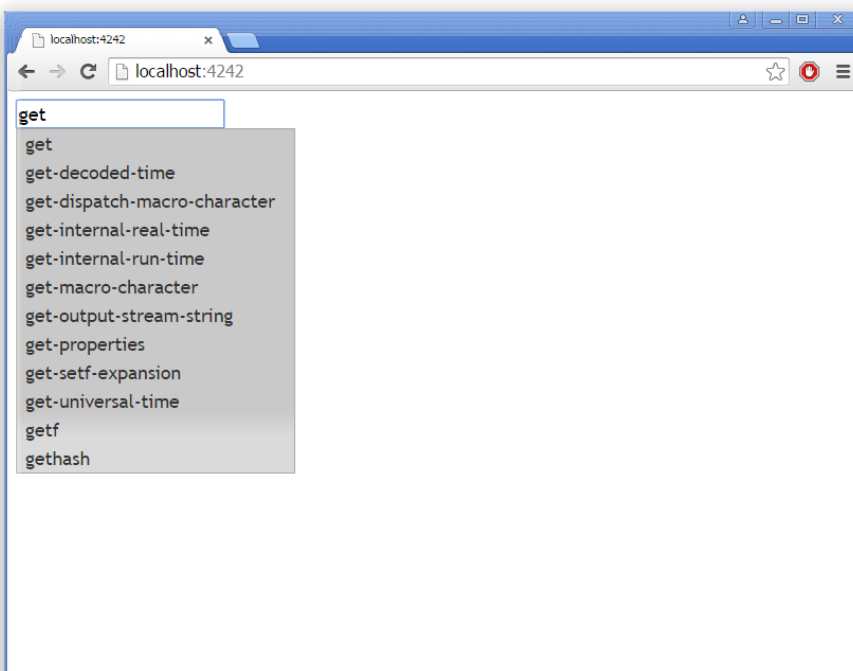 localhost:4242
localhost:4242
get
get
get-decoded-time
get-dispatch-macro-character
get-internal-real-time
get-internal-run-time
get-macro-character
get-output-stream-string
get-properties
get-setf-expansion
get-universal-time
getf
gethash